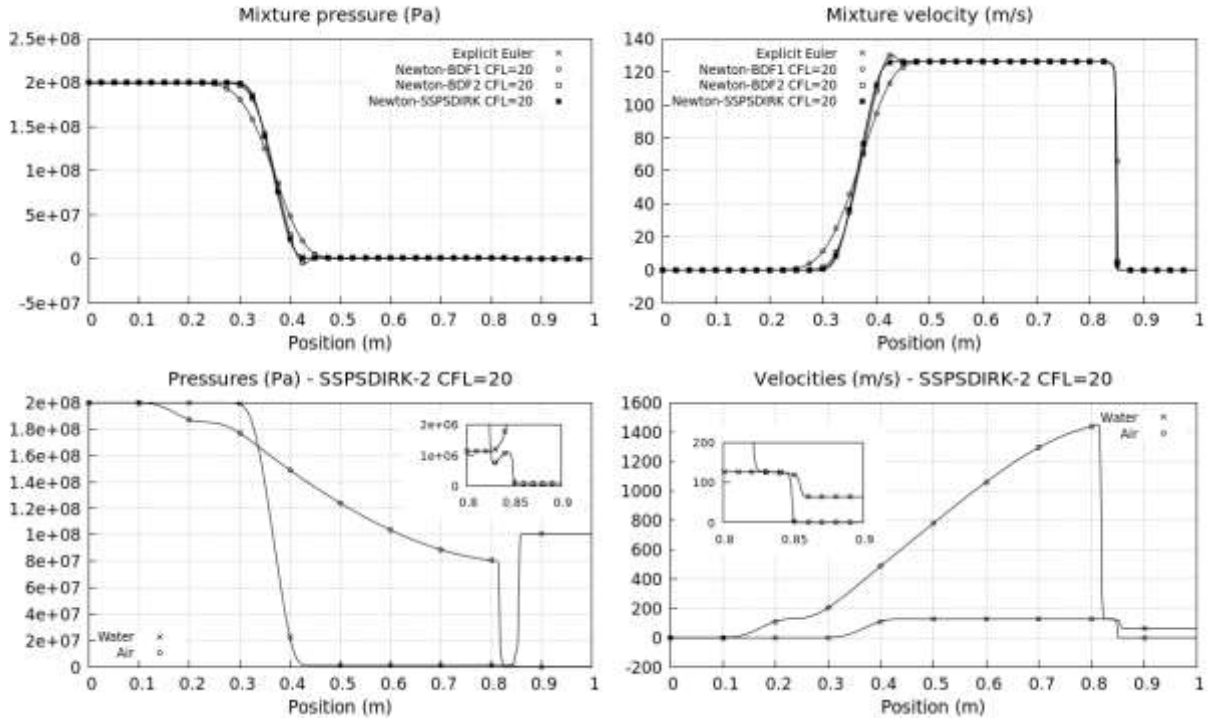 Mixture pressure (Pa)
2.5e+08
2e+08
1.5e+08
1e+08
5e+07
0
-5e+07
Explicit Euler
Newton-BDF1 CFL=20
Newton-BDF2 CFL=20
Newton-SSPSDIRK CFL=20
0 0.1 0.2 0.3 0.4 0.5 0.6 0.7 0.8 0.9 1
Position (m)
Mixture velocity (m/s)
140
120
100
80
60
40
20
0
-20
Explicit Euler
Newton-BDF1 CFL=20
Newton-BDF2 CFL=20
Newton-SSPSDIRK CFL=20
0 0.1 0.2 0.3 0.4 0.5 0.6 0.7 0.8 0.9 1
Position (m)
Pressures (Pa) - SSPSDIRK-2 CFL=20
2e+08
1.8e+08
1.6e+08
1.4e+08
1.2e+08
1e+08
8e+07
6e+07
4e+07
2e+07
0
2e+06
1e+06
0
0.8 0.85 0.9
Water
Air
0 0.1 0.2 0.3 0.4 0.5 0.6 0.7 0.8 0.9 1
Position (m)
Velocities (m/s) - SSPSDIRK-2 CFL=20
1600
1400
1200
1000
800
600
400
200
0
-200
Water
Air
200
100
0
0.8 0.85 0.9
0 0.1 0.2 0.3 0.4 0.5 0.6 0.7 0.8 0.9 1
Position (m)